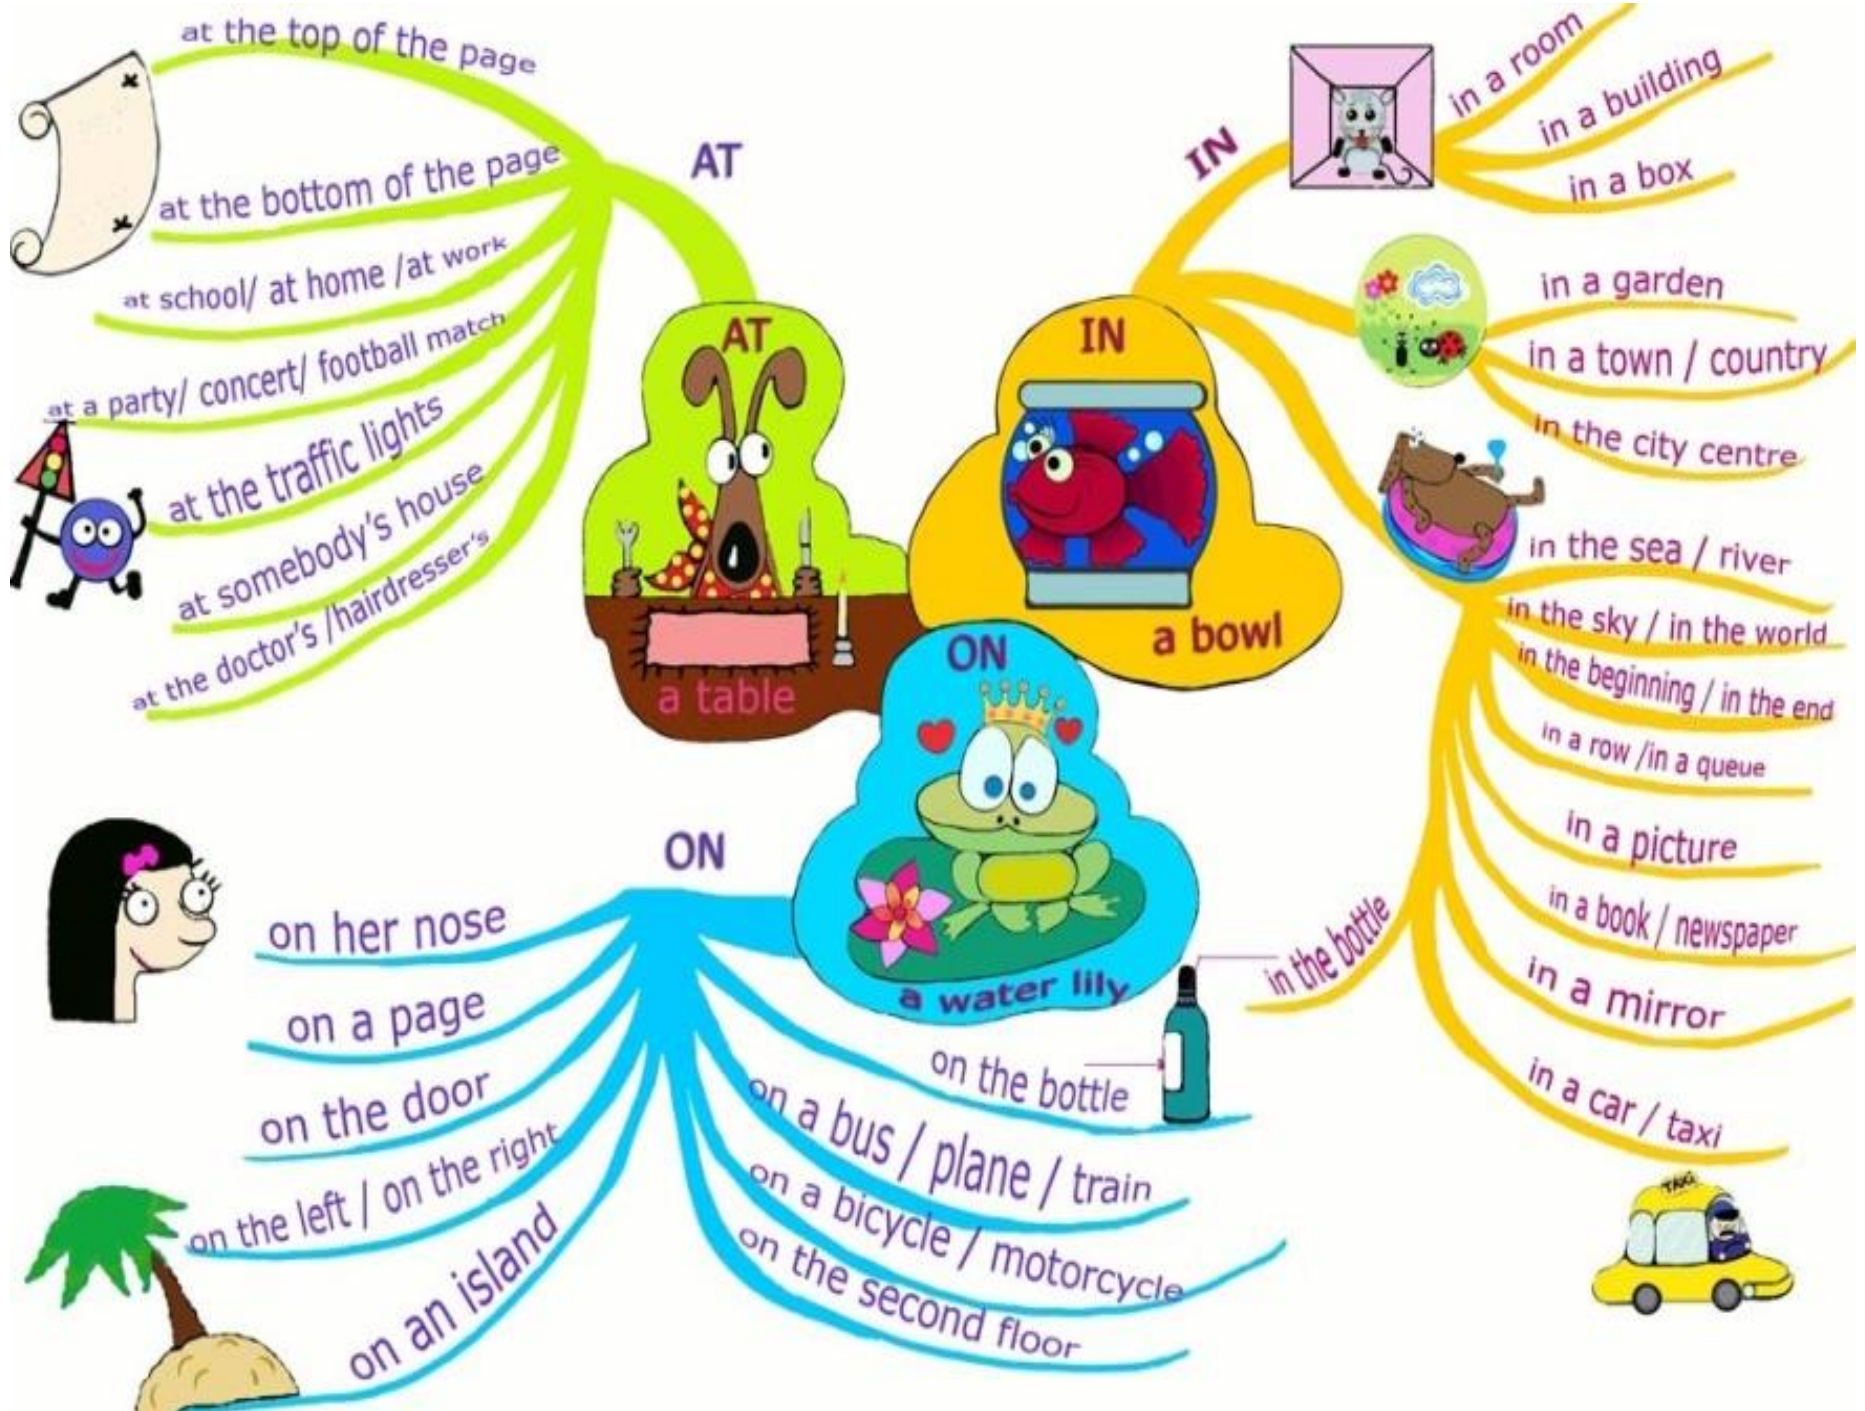 AT
at the top of the page
at the bottom of the page
at school/ at home /at work
at a party/ concert/ football match
at the traffic lights
at somebody's house
at the doctor's /hairdresser's
AT
a table
IN
in a room
in a building
in a box
in a garden
in a town / country
in the city centre
in the sea / river
in the sky / in the world
in the beginning / in the end
in a row /in a queue
in a picture
in a book / newspaper
in a mirror
in a car / taxi
in the bottle
IN
a bowl
TAXI
ON
a water lily
ON
on her nose
on a page
on the door
on the left / on the right
on an island
on the bottle
on a bus / plane / train
on a bicycle / motorcycle
on the second floor